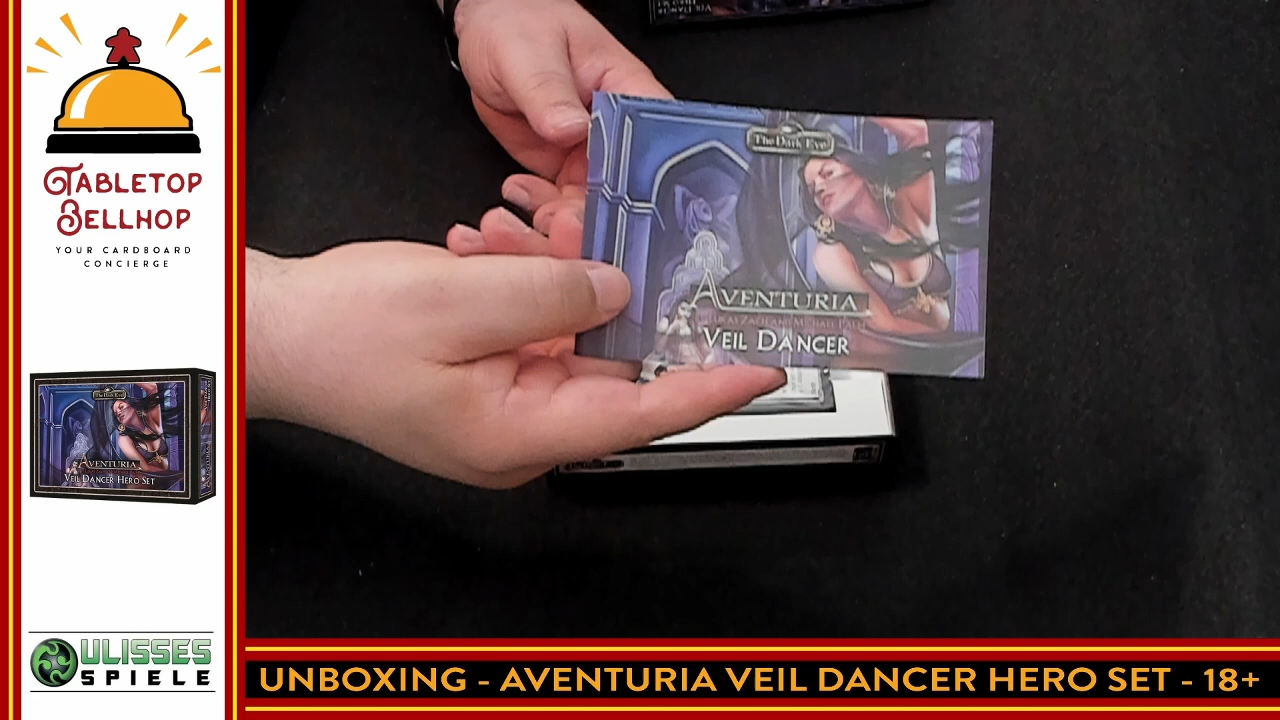 TABLETOP
BELLHOP
YOUR CARDBOARD
CONCIERGE
The Dark Eye
AVENTURIA
VEIL DANCER HERO SET
ULISSES
SPIELE
The Dark Eye
AVENTURIA
VEIL DANCER
UNBOXING - AVENTURIA VEIL DANCER HERO SET - 18+